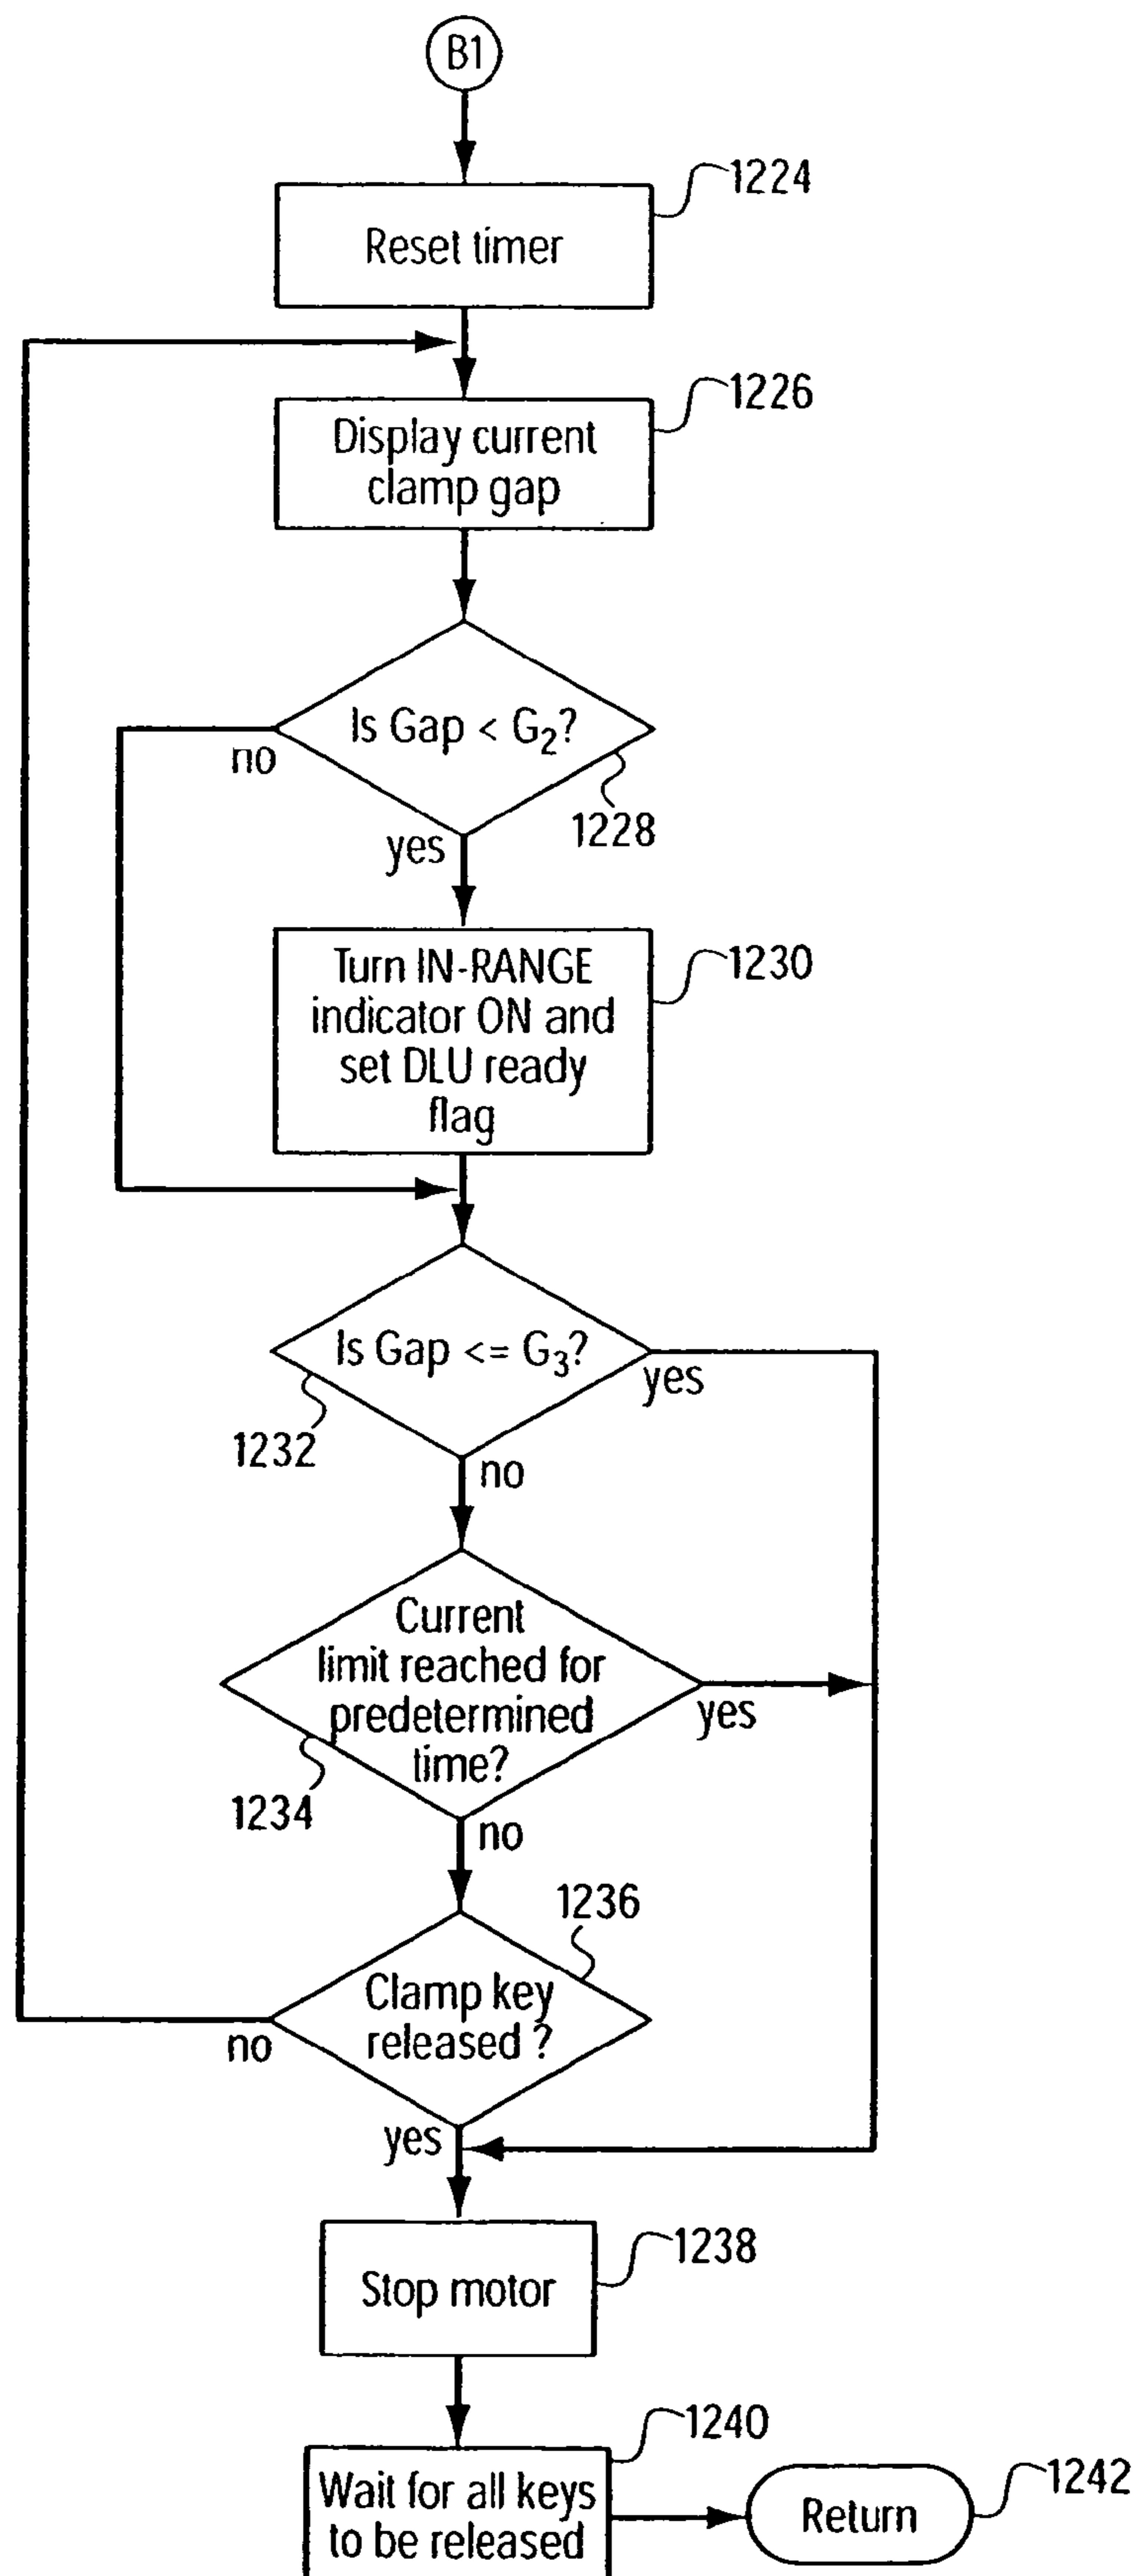 B1
1224
Reset timer
1226
Display current
clamp gap
Is Gap < G2?
no
1228
yes
1230
Turn IN-RANGE
indicator ON and
set DLU ready
flag
Is Gap <= G3?
yes
1232
no
Current
limit reached for
predetermined
time?
yes
1234
no
1236
Clamp key
released ?
no
yes
1238
Stop motor
1240
Wait for all keys
to be released
1242
Return